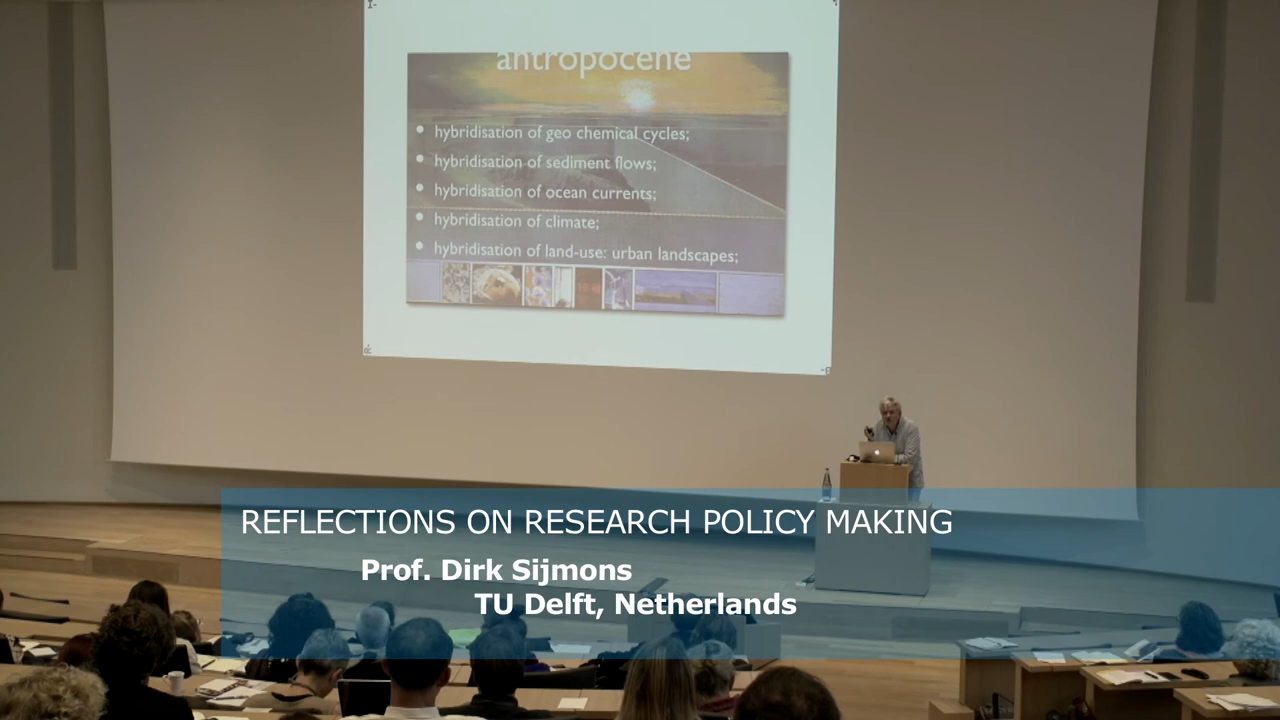 antropocene
hybridisation of geo chemical cycles;
hybridisation of sediment flows;
hybridisation of ocean currents;
hybridisation of climate;
hybridisation of land-use: urban landscapes;
REFLECTIONS ON RESEARCH POLICY MAKING
Prof. Dirk Sijmons
TU Delft, Netherlands